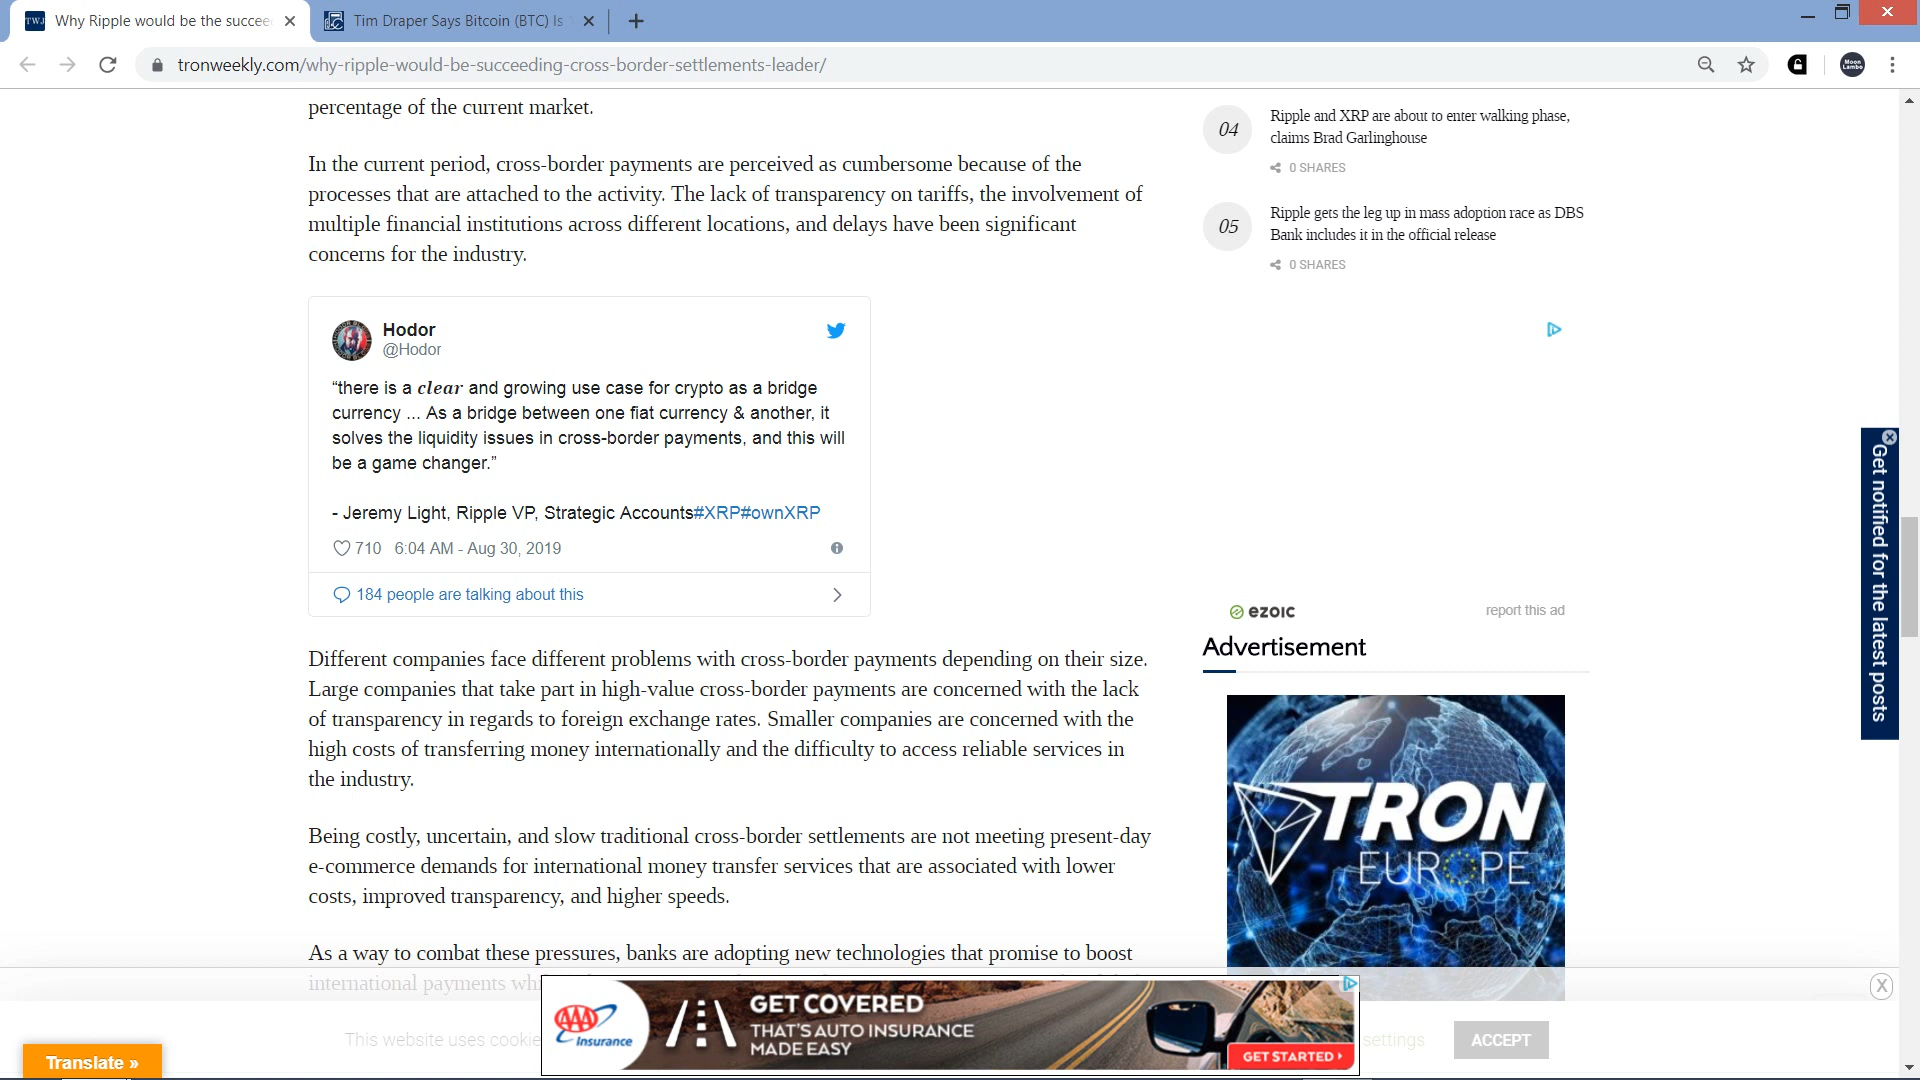 TWJ Why Ripple would be the succee
Tim Draper Says Bitcoin (BTC) Is
tronweekly.com/why-ripple-would-be-succeeding-cross-border-settlements-leader/
Moon Lambo
percentage of the current market.
In the current period, cross-border payments are perceived as cumbersome because of the
processes that are attached to the activity. The lack of transparency on tariffs, the involvement of
multiple financial institutions across different locations, and delays have been significant
concerns for the industry.
Hodor
@Hodor
“there is a clear and growing use case for crypto as a bridge
currency ... As a bridge between one fiat currency & another, it
solves the liquidity issues in cross-border payments, and this will
be a game changer.”
- Jeremy Light, Ripple VP, Strategic Accounts#XRP#ownXRP
710 6:04 AM - Aug 30, 2019
184 people are talking about this
Different companies face different problems with cross-border payments depending on their size.
Large companies that take part in high-value cross-border payments are concerned with the lack
of transparency in regards to foreign exchange rates. Smaller companies are concerned with the
high costs of transferring money internationally and the difficulty to access reliable services in
the industry.
Being costly, uncertain, and slow traditional cross-border settlements are not meeting present-day
e-commerce demands for international money transfer services that are associated with lower
costs, improved transparency, and higher speeds.
As a way to combat these pressures, banks are adopting new technologies that promise to boost
international payments
04
Ripple and XRP are about to enter walking phase,
claims Brad Garlinghouse
0 SHARES
05
Ripple gets the leg up in mass adoption race as DBS
Bank includes it in the official release
0 SHARES
ezoic
report this ad
Advertisement
TRON
EUROPE
Get notified for the latest posts
This website uses cookie
settings
ACCEPT
X
AAA
Insurance
GET COVERED
THAT'S AUTO INSURANCE
MADE EASY
GET STARTED
Translate »